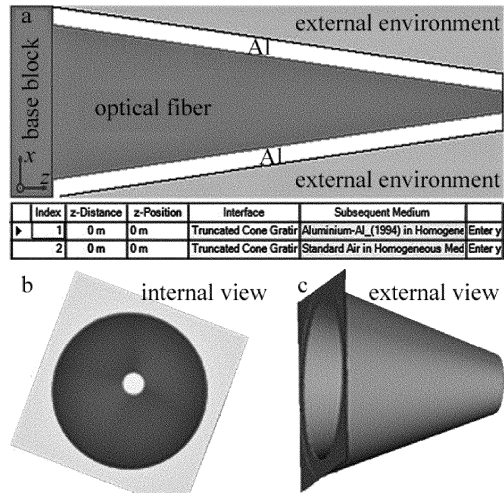 a
external environment
Al
base block
optical fiber
x
z
Al
external environment
Index z-Distance z-Position Interface Subsequent Medium
1 0 m 0 m Truncated Cone Gratir Aluminium-Al_(1994) in Homogene Enter y
2 0 m 0 m Truncated Cone Gratir Standard Air in Homogeneous Med Enter y
b internal view
c external view